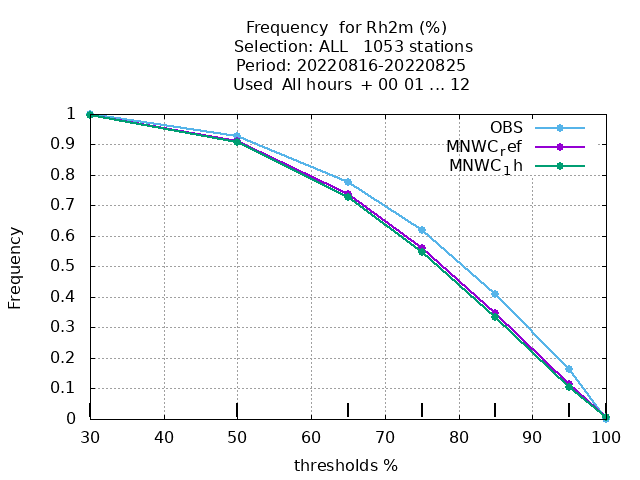 Frequency  for Rh2m (%)
Selection: ALL   1053 stations
Period: 20220816-20220825
Used  All hours  + 00 01 ... 12
OBS
MNWC_ref
MNWC_1h
1
0.9
0.8
0.7
0.6
0.5
0.4
0.3
0.2
0.1
0
Frequency
30 40 50 60 70 80 90 100
thresholds %